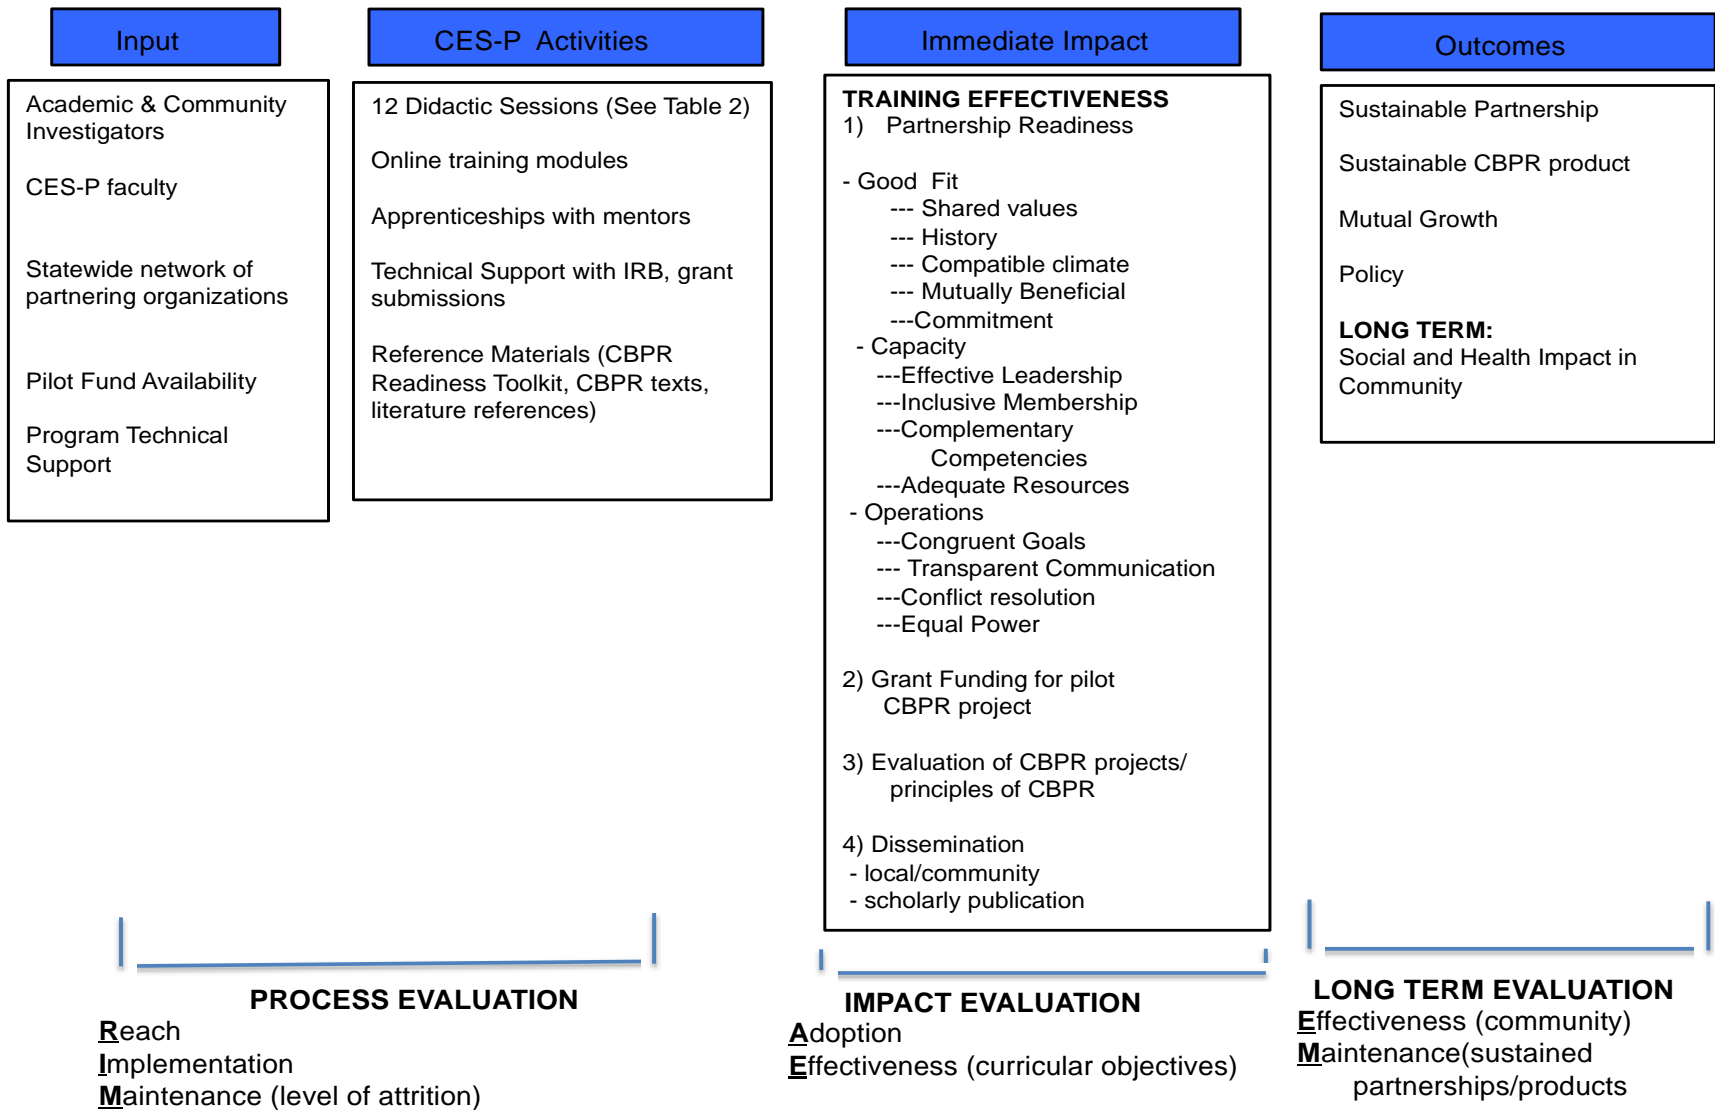 Input
Academic & Community
Investigators
CES-P faculty
Statewide network of
partnering organizations
Pilot Fund Availability
Program Technical
Support
CES-P Activities
12 Didactic Sessions (See Table 2)
Online training modules
Apprenticeships with mentors
Technical Support with IRB, grant
submissions
Reference Materials (CBPR
Readiness Toolkit, CBPR texts,
literature references)
Immediate Impact
TRAINING EFFECTIVENESS
1) Partnership Readiness
- Good Fit
--- Shared values
--- History
--- Compatible climate
--- Mutually Beneficial
---Commitment
- Capacity
---Effective Leadership
---Inclusive Membership
---Complementary
Competencies
---Adequate Resources
- Operations
---Congruent Goals
--- Transparent Communication
---Conflict resolution
---Equal Power
2) Grant Funding for pilot
CBPR project
3) Evaluation of CBPR projects/
principles of CBPR
4) Dissemination
- local/community
- scholarly publication
Outcomes
Sustainable Partnership
Sustainable CBPR product
Mutual Growth
Policy
LONG TERM:
Social and Health Impact in
Community
PROCESS EVALUATION
Reach
Implementation
Maintenance (level of attrition)
IMPACT EVALUATION
Adoption
Effectiveness (curricular objectives)
LONG TERM EVALUATION
Effectiveness (community)
Maintenance(sustained
partnerships/products